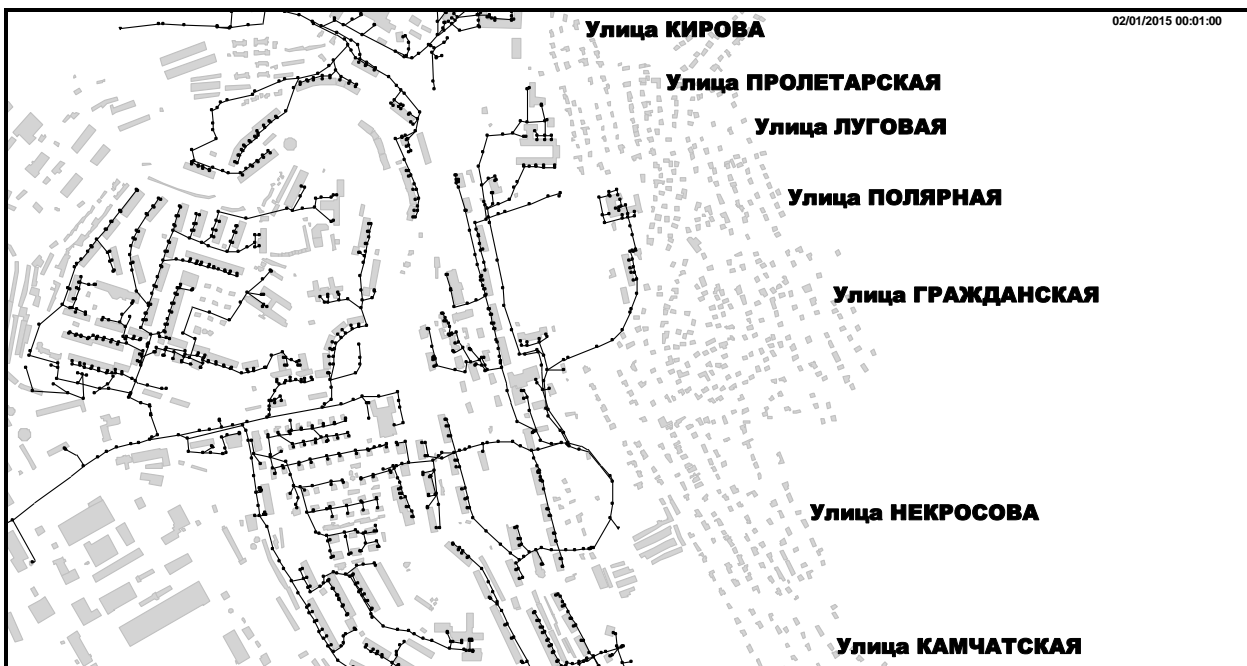 02/01/2015 00:01:00
Улица КИРОВА
Улица ПРОЛЕТАРСКАЯ
Улица ЛУГОВАЯ
Улица ПОЛЯРНАЯ
Улица ГРАЖДАНСКАЯ
Улица НЕКРОСОВА
Улица КАМЧАТСКАЯ